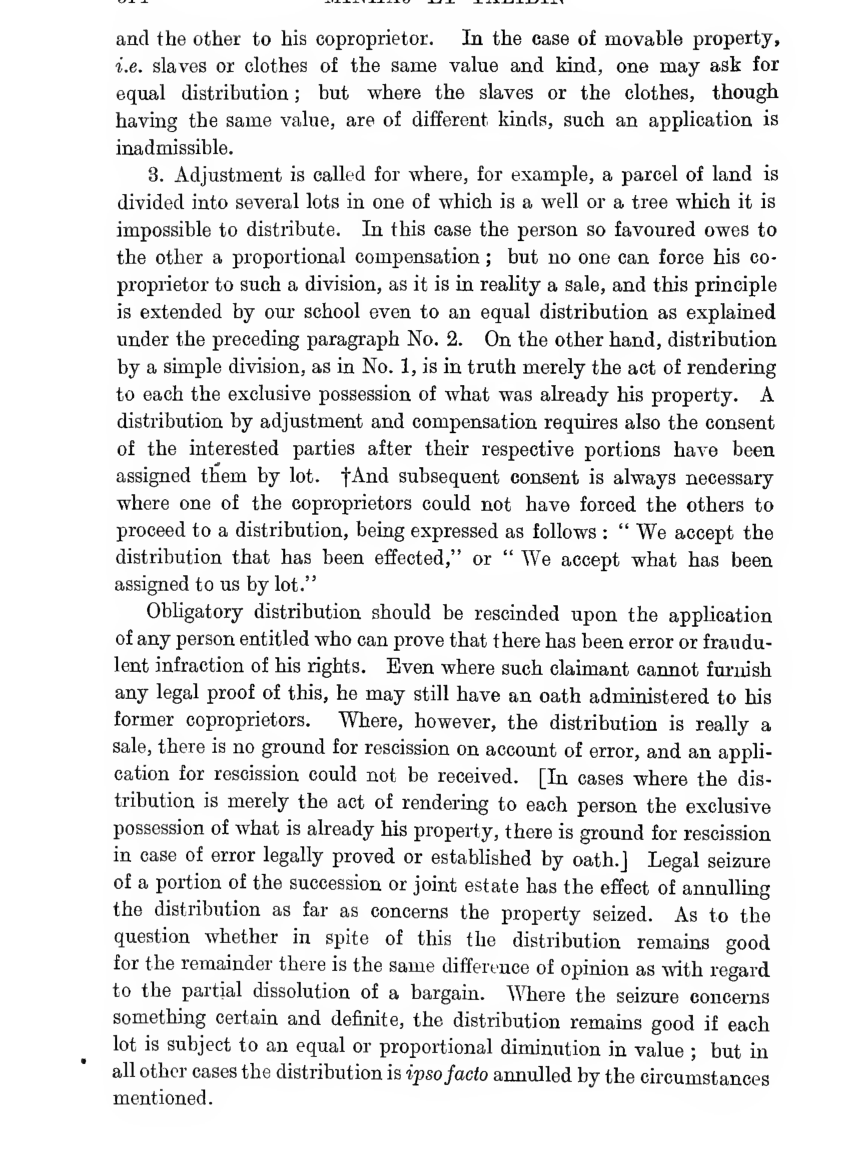 and the other to his coproprietor. In the case of movable property,
i.e. slaves or clothes of the same value and kind, one may ask for
equal distribution ; but where the slaves or the clothes, though
having the same value, are of different kinds, such an application is
inadmissible.
3. Adjustment is called for where, for example, a parcel of land is
divided into several lots in one of which is a well or a tree which it is
impossible to distribute. In this case the person so favoured owes to
the other a proportional compensation ; but no one can force his co-
proprietor to such a division, as it is in reality a sale, and this principle
is extended by our school even to an equal distribution as explained
under the preceding paragraph No. 2. On the other hand, distribution
by a simple division, as in No. 1, is in truth merely the act of rendering
to each the exclusive possession of what was already his property. A
distribution by adjustment and compensation requires also the consent
of the interested parties after their respective portions have been
assigned them by lot. †And subsequent consent is always necessary
where one of the coproprietors could not have forced the others to
proceed to a distribution, being expressed as follows : “ We accept the
distribution that has been effected,” or “ We accept what has been
assigned to us by lot.”
Obligatory distribution should be rescinded upon the application
of any person entitled who can prove that there has been error or fraudu-
lent infraction of his rights. Even where such claimant cannot furnish
any legal proof of this, he may still have an oath administered to his
former coproprietors. Where, however, the distribution is really a
sale, there is no ground for rescission on account of error, and an appli-
cation for rescission could not be received. [In cases where the dis-
tribution is merely the act of rendering to each person the exclusive
possession of what is already his property, there is ground for rescission
in case of error legally proved or established by oath.] Legal seizure
of a portion of the succession or joint estate has the effect of annulling
the distribution as far as concerns the property seized. As to the
question whether in spite of this the distribution remains good
for the remainder there is the same difference of opinion as with regard
to the partial dissolution of a bargain. Where the seizure concerns
something certain and definite, the distribution remains good if each
lot is subject to an equal or proportional diminution in value ; but in
all other cases the distribution is ipso facto annulled by the circumstances
mentioned.